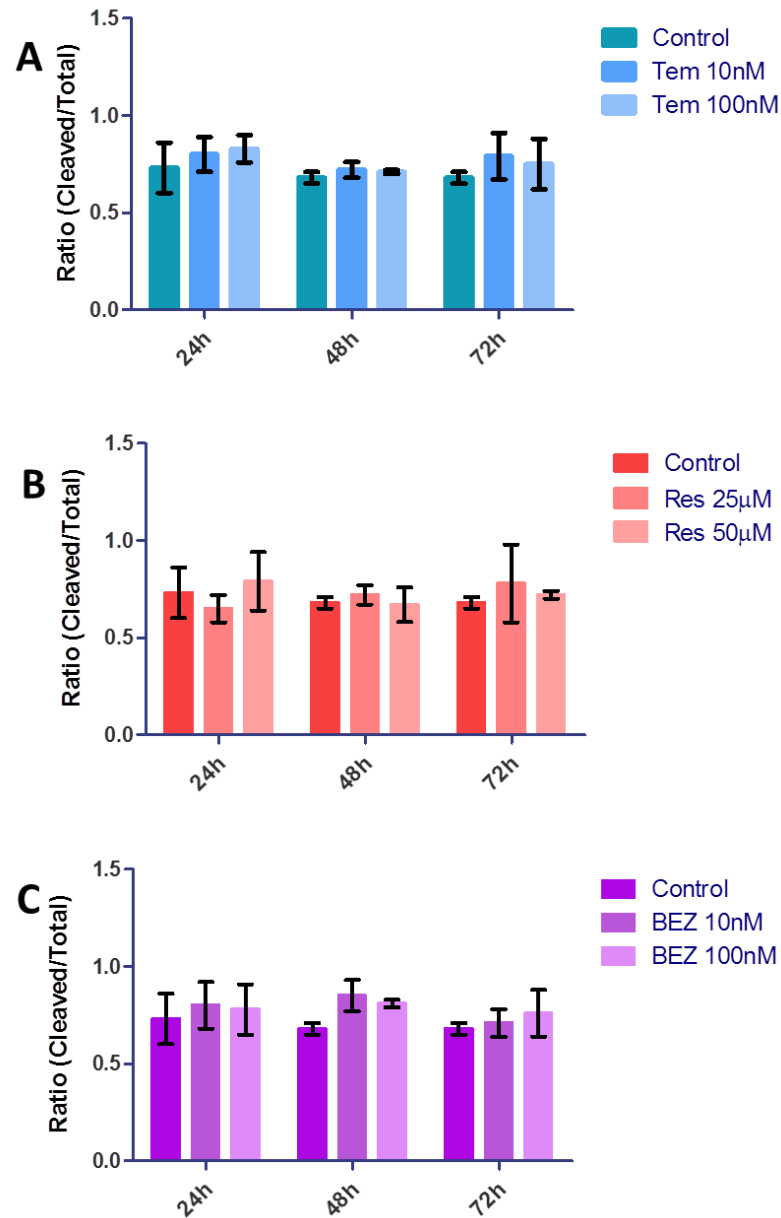 A
Ratio (Cleaved/Total)
1.5
1.0
0.5
0.0
24h
48h
72h
Control
Tem 10nM
Tem 100nM
B
Ratio (Cleaved/Total)
1.5
1.0
0.5
0.0
24h
48h
72h
Control
Res 25μM
Res 50μM
C
Ratio (Cleaved/Total)
1.5
1.0
0.5
0.0
24h
48h
72h
Control
BEZ 10nM
BEZ 100nM